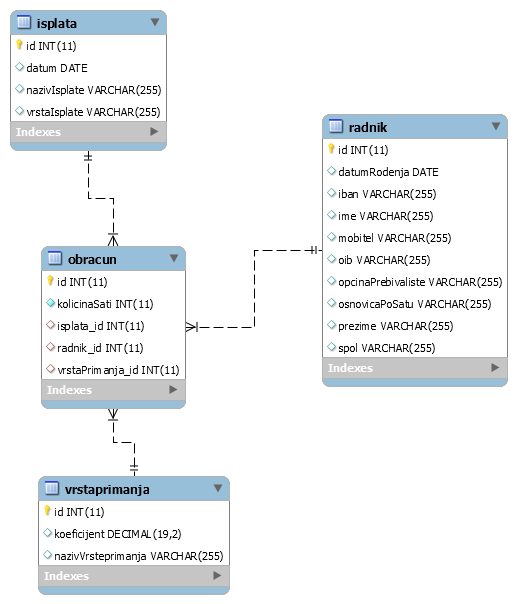 isplata
id INT(11)
datum DATE
nazivIsplate VARCHAR(255)
vrstaIsplate VARCHAR(255)
Indexes
radnik
id INT(11)
datumRodenja DATE
iban VARCHAR(255)
ime VARCHAR(255)
mobitel VARCHAR(255)
oib VARCHAR(255)
opcinaPrebivaliste VARCHAR(255)
osnovicaPoSatu VARCHAR(255)
prezime VARCHAR(255)
spol VARCHAR(255)
Indexes
obracun
id INT(11)
kolicinaSati INT(11)
isplata_id INT(11)
radnik_id INT(11)
vrstaPrimanja_id INT(11)
Indexes
vrstaprimanja
id INT(11)
koeficijent DECIMAL(19,2)
nazivVrsteprimanja VARCHAR(255)
Indexes